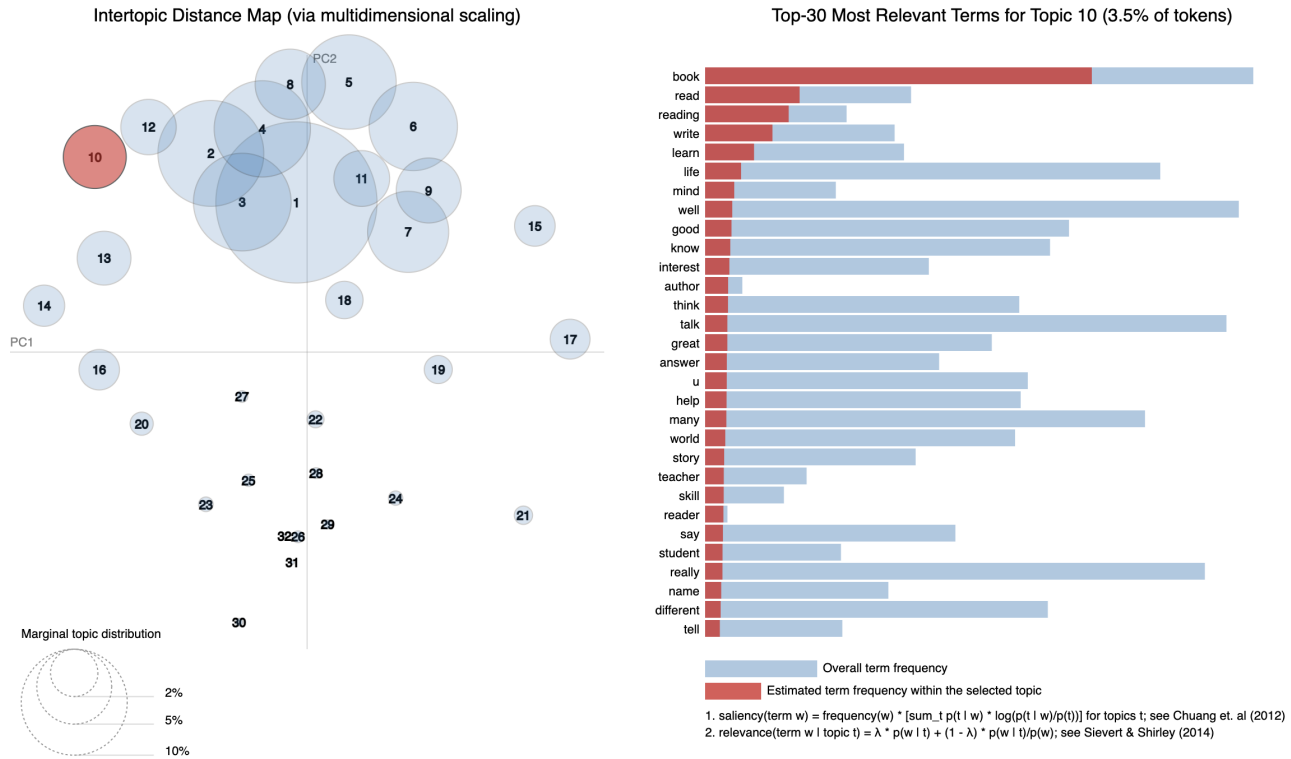 Intertopic Distance Map (via multidimensional scaling)
PC2
8
5
12
4
6
10
2
11
9
3
1
7
15
13
14
18
17
PC1
16
19
27
20
22
28
25
24
23
21
29
32
26
31
30
Marginal topic distribution
2%
5%
10%
Top-30 Most Relevant Terms for Topic 10 (3.5% of tokens)
book
read
reading
write
learn
life
mind
well
good
know
interest
author
think
talk
great
answer
u
help
many
world
story
teacher
skill
reader
say
student
really
name
different
tell
Overall term frequency
Estimated term frequency within the selected topic
1. saliency(term w) = frequency(w) * [sum_t p(t | w) * log(p(t | w)/p(t))] for topics t; see Chuang et. al (2012)
2. relevance(term w | topic t) = λ * p(w | t) + (1 - λ) * p(w | t)/p(w); see Sievert & Shirley (2014)